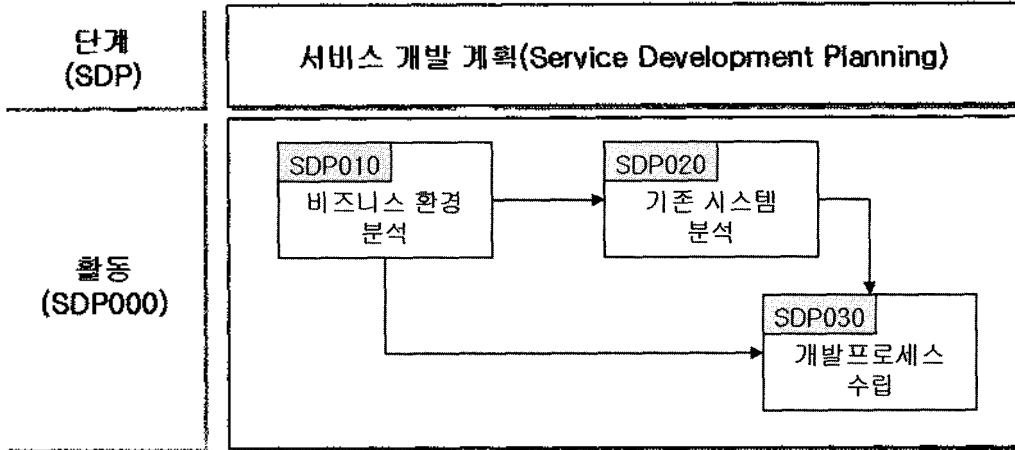 단계
(SDP)
서비스 개발 계획(Service Development Planning)
활동
(SDP000)
SDP010
비즈니스 환경
분석
SDP020
기존 시스템
분석
SDP030
개발프로세스
수립